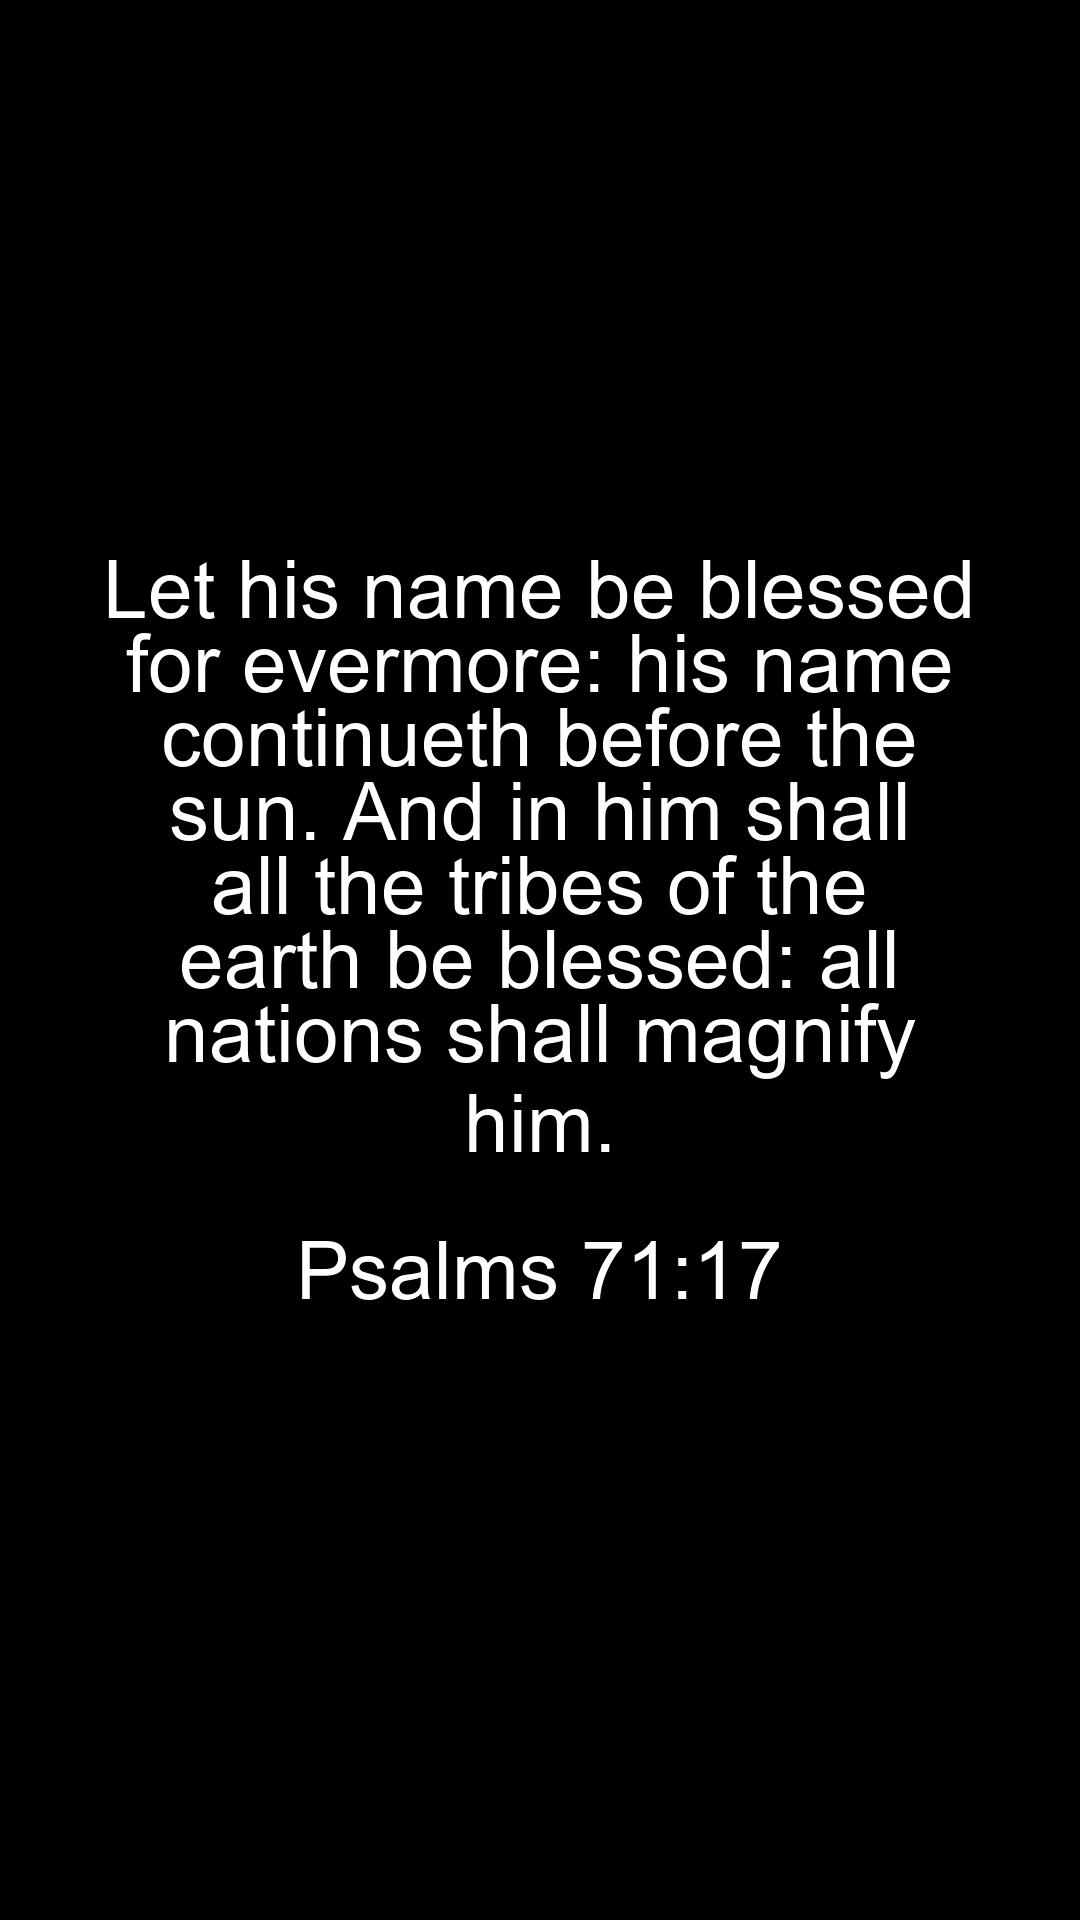 Let his name be blessed
for evermore: his name
continueth before the
sun. And in him shall
all the tribes of the
earth be blessed: all
nations shall magnify
him.
Psalms 71:17